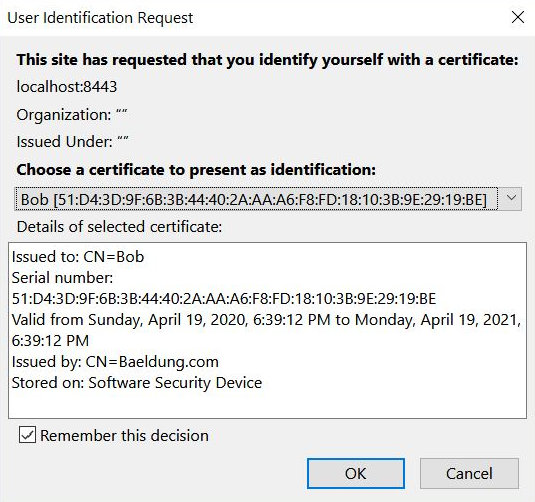 User Identification Request
This site has requested that you identify yourself with a certificate:
localhost:8443
Organization: “”
Issued Under: “”
Choose a certificate to present as identification:
Bob [51:D4:3D:9F:6B:3B:44:40:2A:AA:A6:F8:FD:18:10:3B:9E:29:19:BE]
Details of selected certificate:
Issued to: CN=Bob
Serial number:
51:D4:3D:9F:6B:3B:44:40:2A:AA:A6:F8:FD:18:10:3B:9E:29:19:BE
Valid from Sunday, April 19, 2020, 6:39:12 PM to Monday, April 19, 2021,
6:39:12 PM
Issued by: CN=Baeldung.com
Stored on: Software Security Device
Remember this decision
OK
Cancel